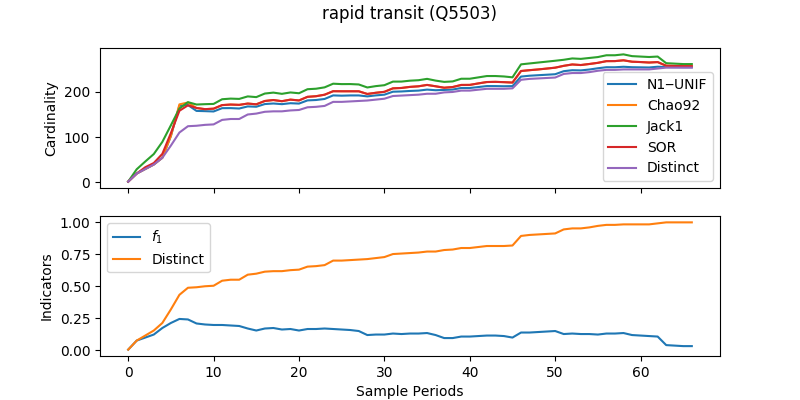 rapid transit (Q5503)
Cardinality
200
100
0
N1−UNIF
Chao92
Jack1
SOR
Distinct
Indicators
1.00
0.75
0.50
0.25
0.00
f₁
Distinct
0 10 20 30 40 50 60
Sample Periods